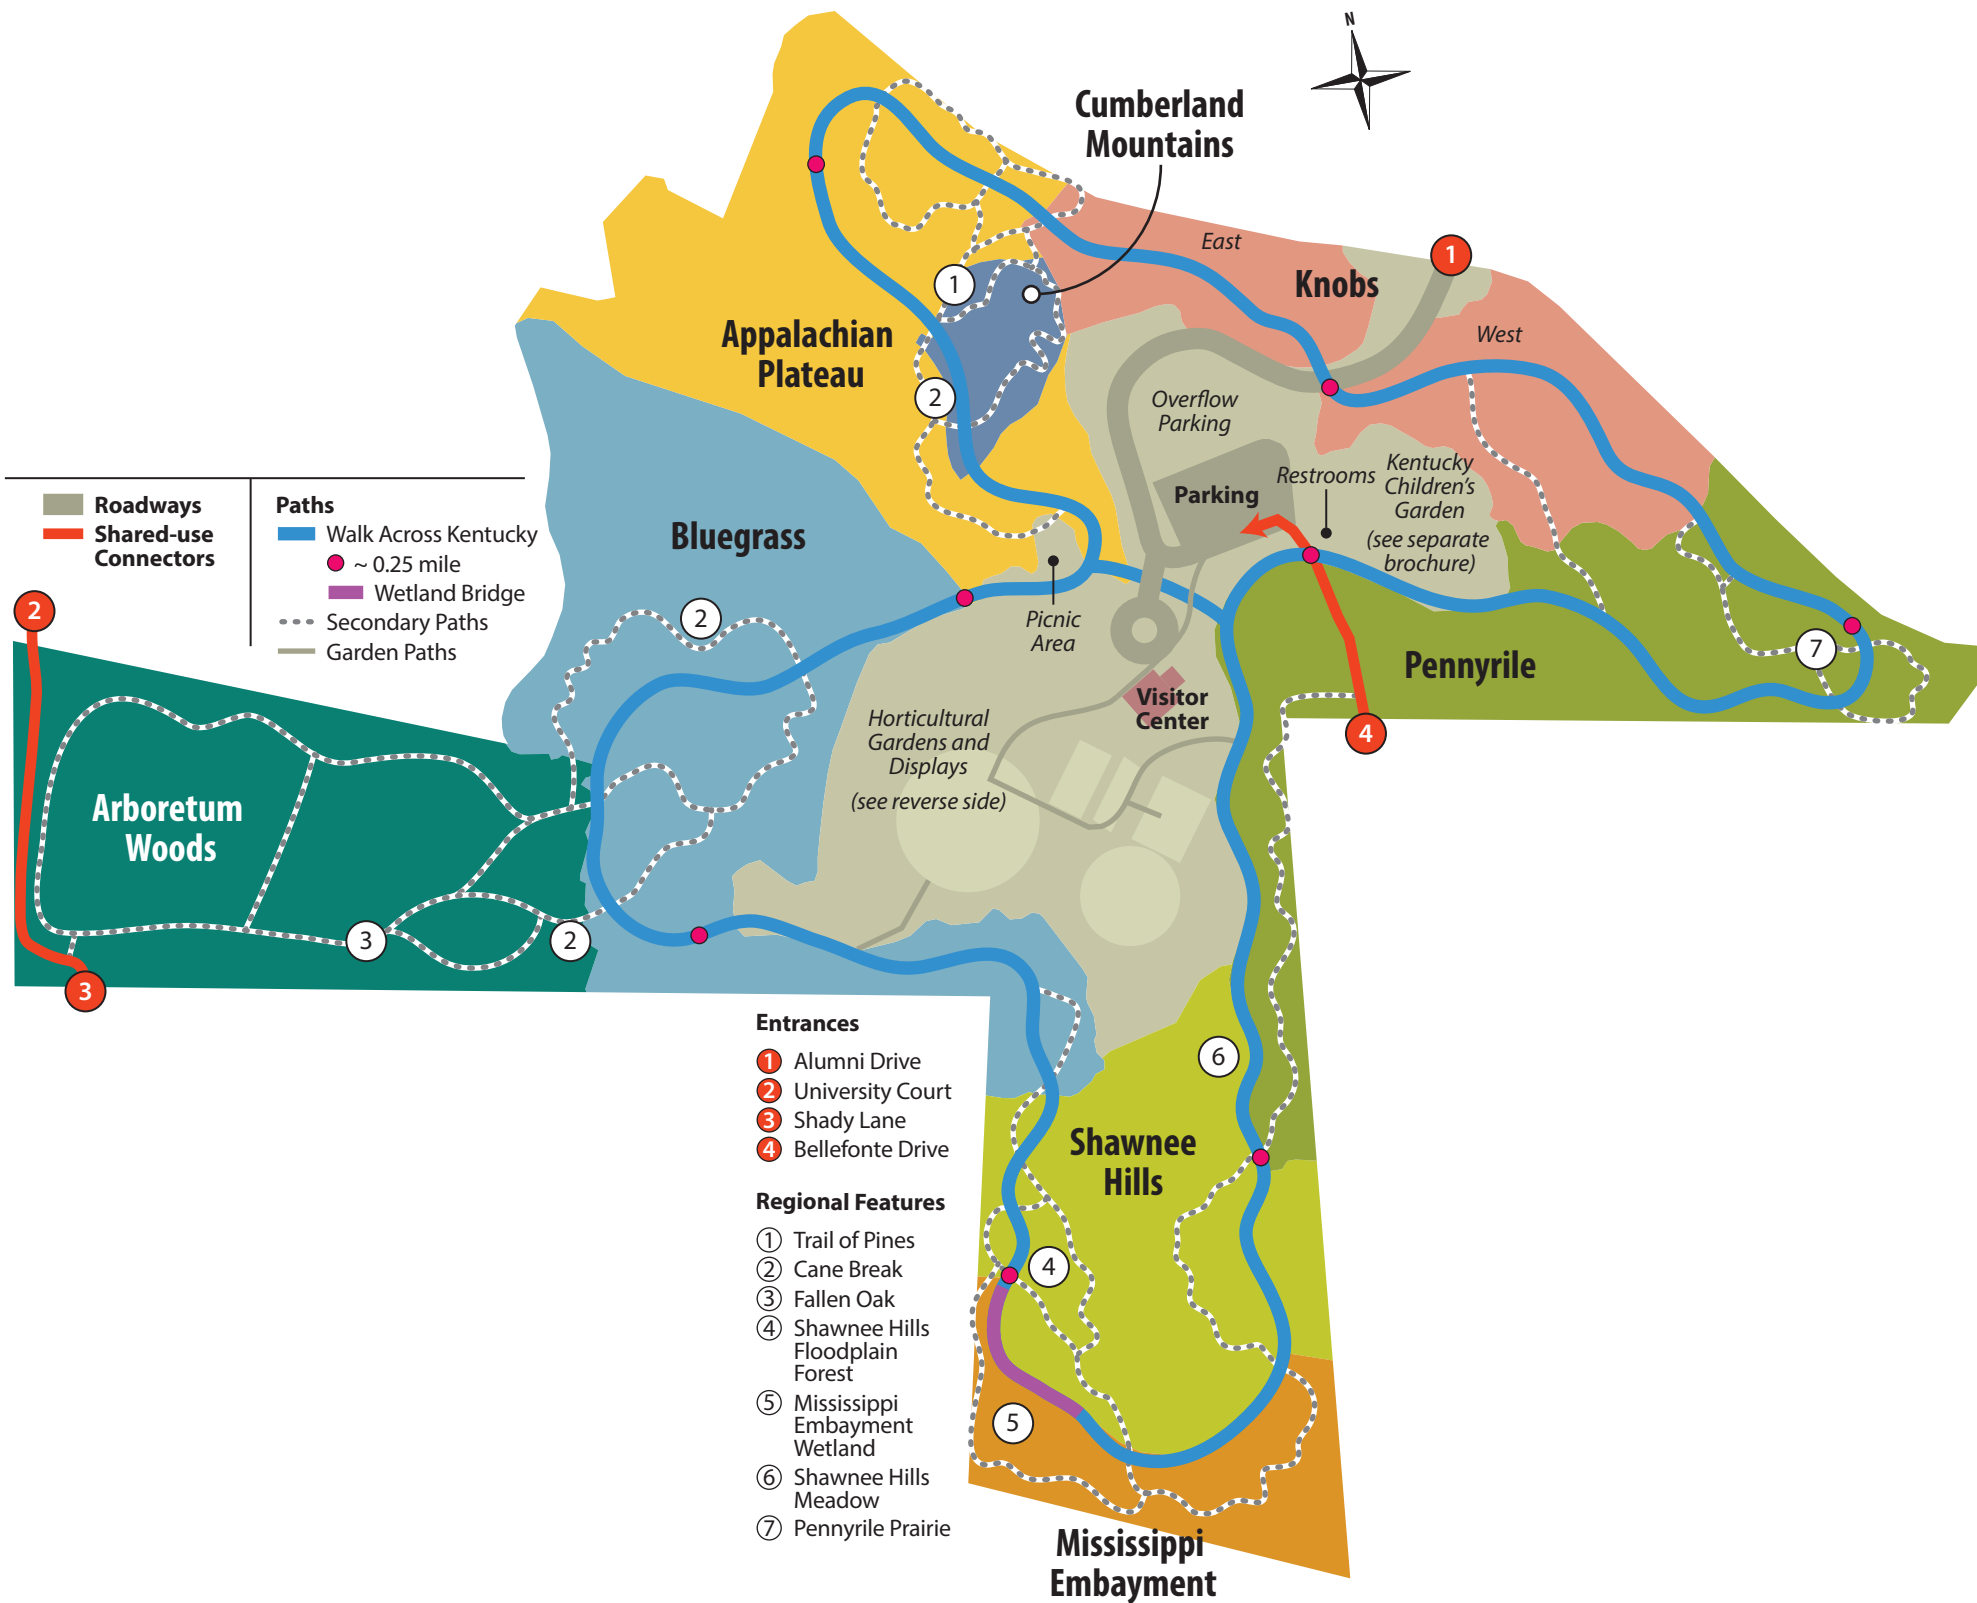 N
Cumberland
Mountains
East
1
Knobs
West
1
Appalachian
Plateau
2
Overflow
Parking
Parking
Restrooms
Kentucky
Children's
Garden
(see separate
brochure)
Roadways
Shared-use
Connectors
Paths
Walk Across Kentucky
~ 0.25 mile
Wetland Bridge
Secondary Paths
Garden Paths
Bluegrass
2
2
Picnic
Area
7
Pennyrile
Visitor
Center
4
Horticultural
Gardens and
Displays
(see reverse side)
Arboretum
Woods
3
2
3
Entrances
1 Alumni Drive
2 University Court
3 Shady Lane
4 Bellefonte Drive
6
Shawnee
Hills
Regional Features
1 Trail of Pines
2 Cane Break
3 Fallen Oak
4 Shawnee Hills
Floodplain
Forest
5 Mississippi
Embayment
Wetland
6 Shawnee Hills
Meadow
7 Pennyrile Prairie
4
5
Mississippi
Embayment